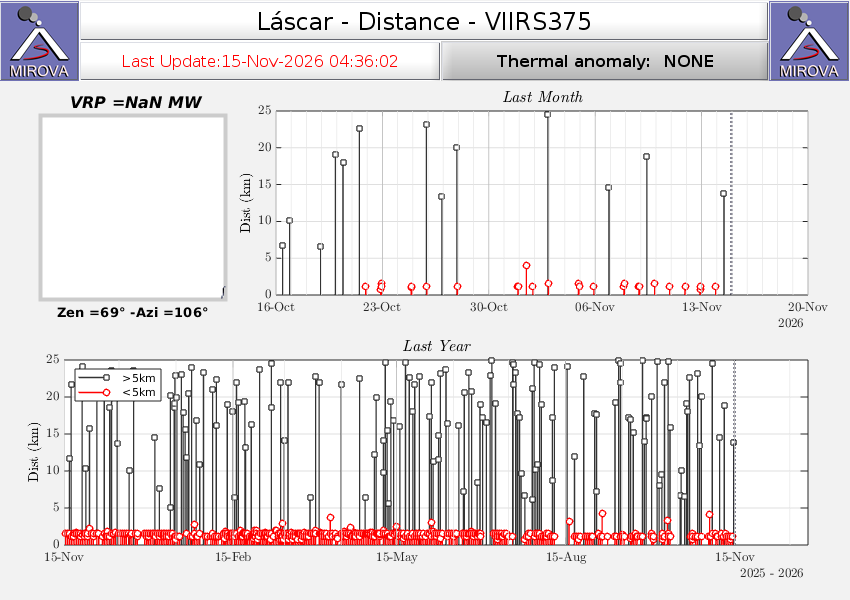 Láscar - Distance - VIIRS375
MIROVA
Last Update:15-Nov-2026 04:36:02
Thermal anomaly: NONE
MIROVA
VRP =NaN MW
Zen =69° -Azi =106°
Last Month
Dist (km)
25
20
15
10
5
0
16-Oct
23-Oct
30-Oct
06-Nov
13-Nov
20-Nov
2026
Last Year
Dist (km)
25
20
15
10
5
0
>5km
<5km
15-Nov
15-Feb
15-May
15-Aug
15-Nov
2025 - 2026